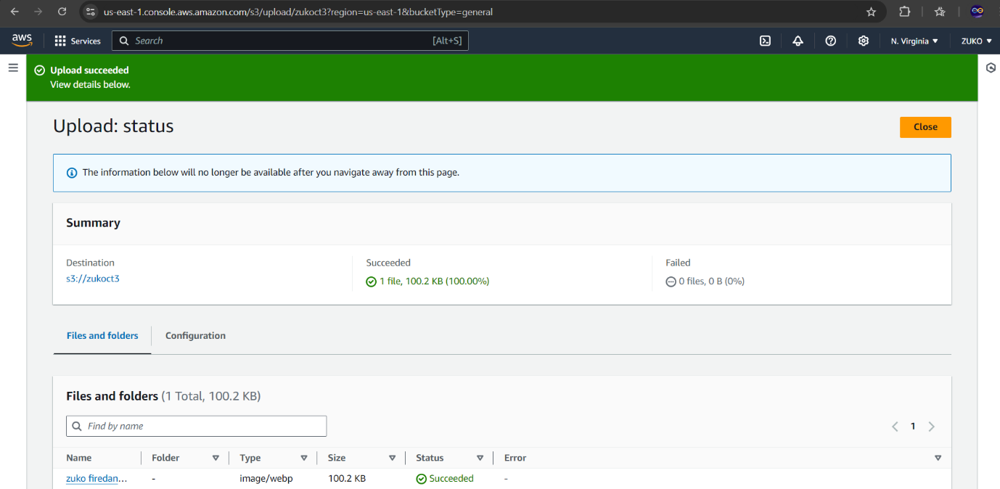 us-east-1.console.aws.amazon.com/s3/upload/zukoct3?region=us-east-1&bucketType=general
aws Services Search [Alt+S] N. Virginia ZUKO
Upload succeeded
View details below.
Upload: status
Close
The information below will no longer be available after you navigate away from this page.
Summary
Destination Succeeded Failed
s3://zukoct3 1 file, 100.2 KB (100.00%) 0 files, 0 B (0%)
Files and folders Configuration
Files and folders (1 Total, 100.2 KB)
Find by name 1
Name Folder Type Size Status Error
zuko firedan... - image/webp 100.2 KB Succeeded -